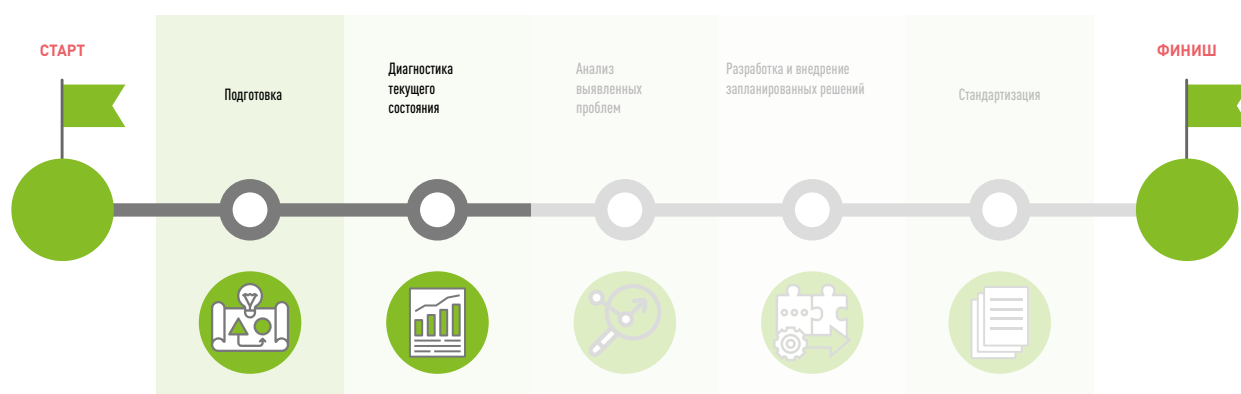 СТАРТ
Подготовка
Диагностика
текущего
состояния
Анализ
выявленных
проблем
Разработка и внедрение
запланированных решений
Стандартизация
ФИНИШ